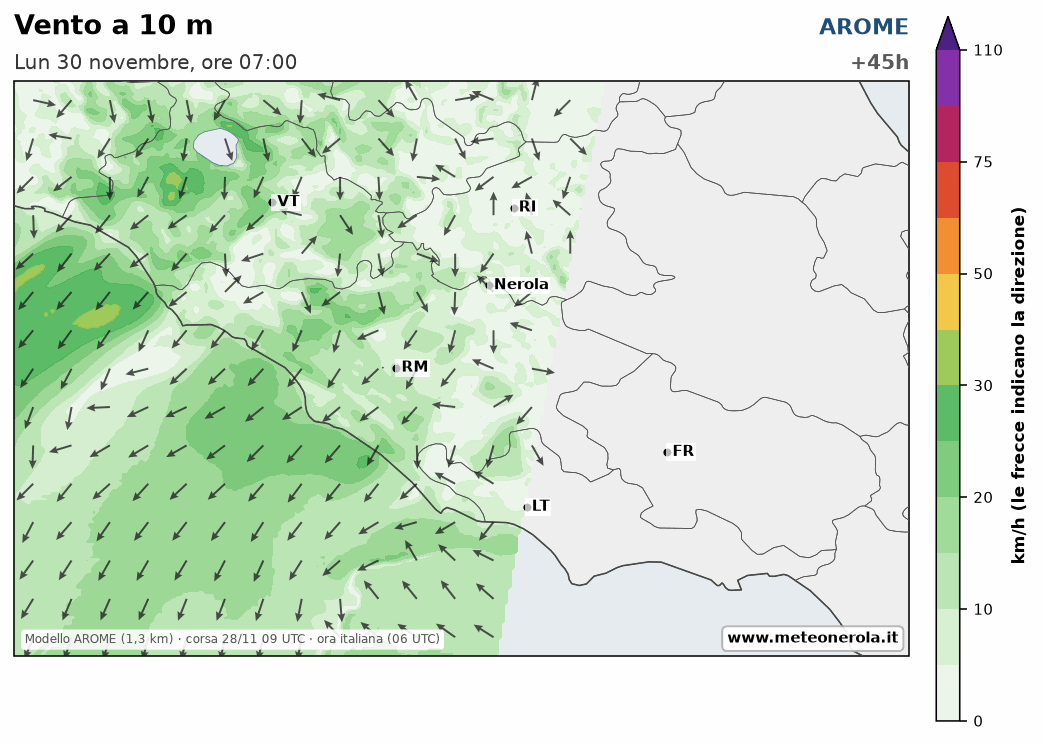 Vento a 10 m
AROME
Lun 30 novembre, ore 07:00
+45h
VT
RI
Nerola
RM
FR
LT
Modello AROME (1,3 km) · corsa 28/11 09 UTC · ora italiana (06 UTC)
www.meteonerola.it
110
75
50
30
20
10
0
km/h (le frecce indicano la direzione)